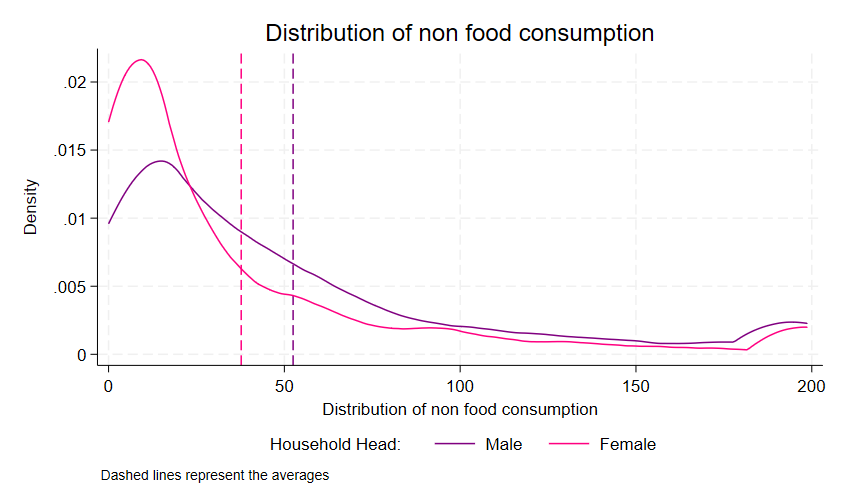 Distribution of non food consumption
.02
.015
.01
.005
0
Density
0 50 100 150 200
Distribution of non food consumption
Household Head: Male Female
Dashed lines represent the averages